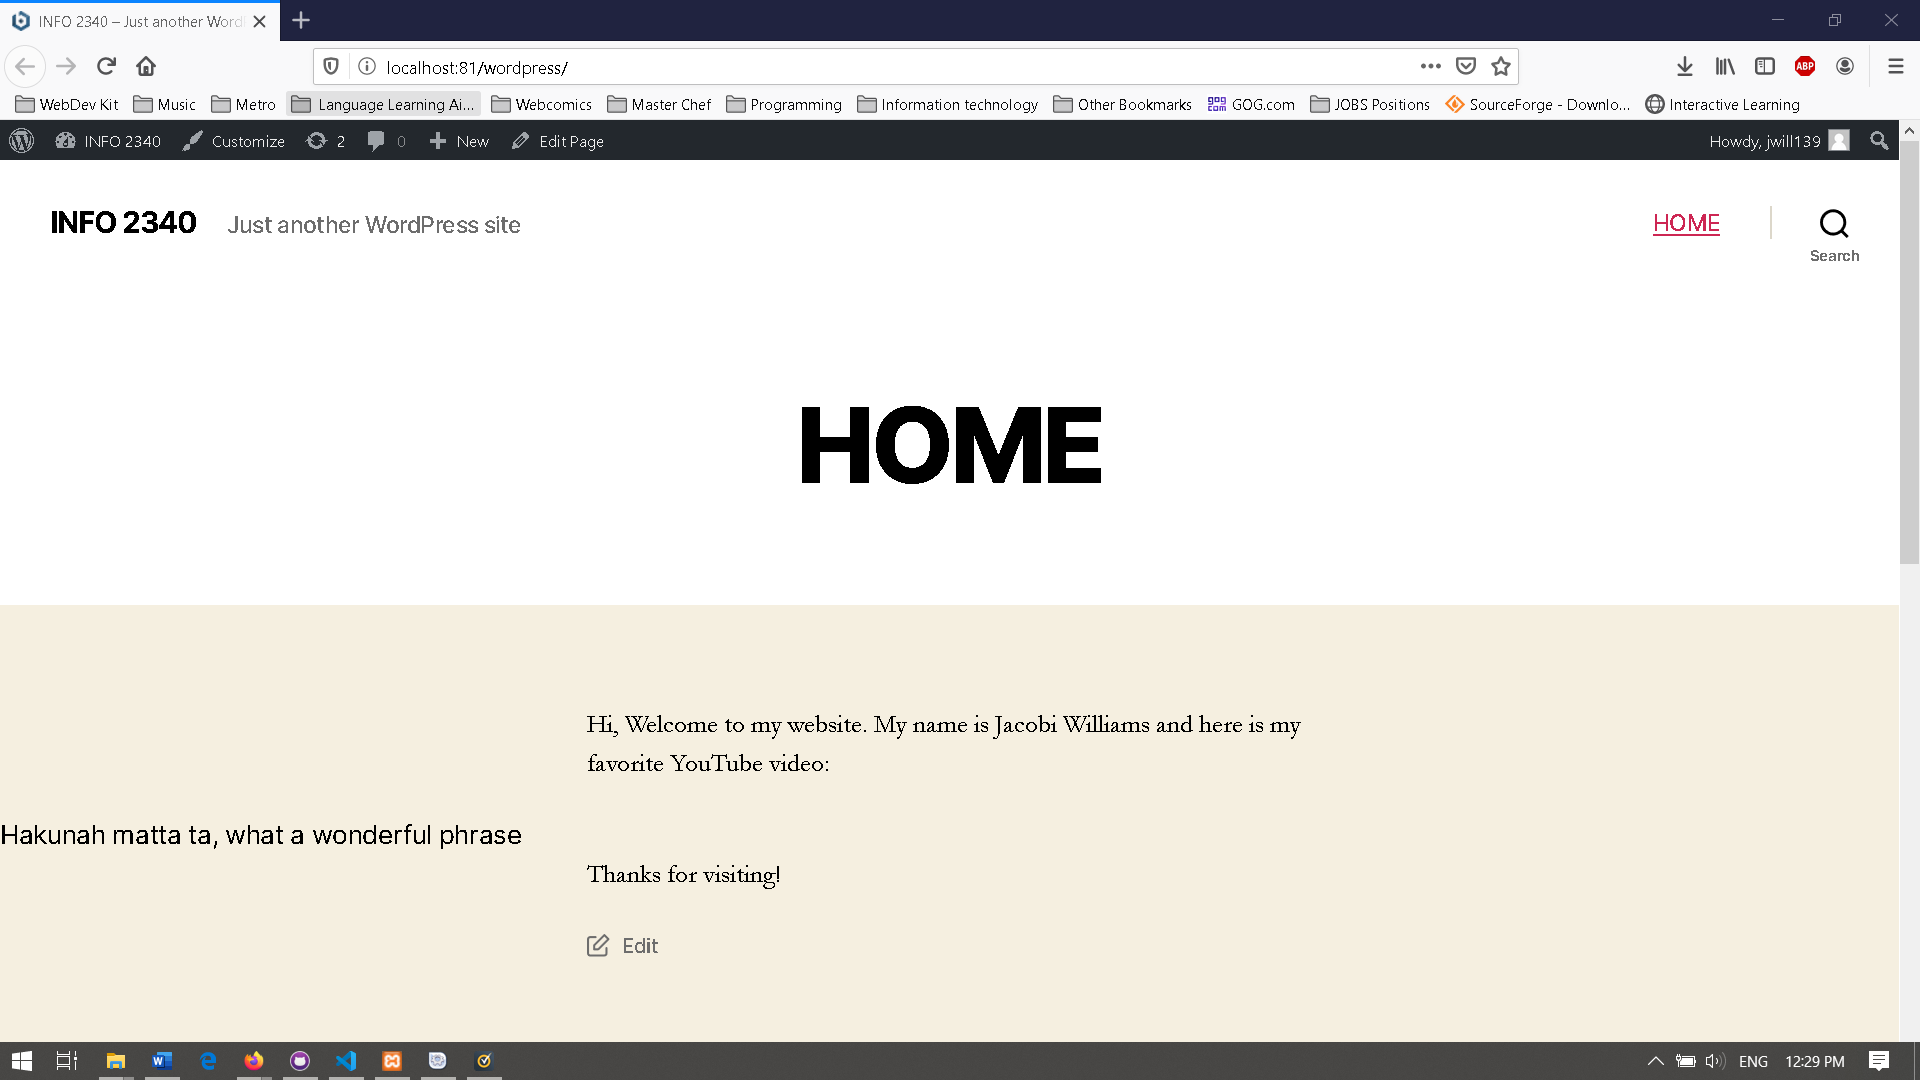 INFO 2340 – Just another Word
localhost:81/wordpress/
WebDev Kit Music Metro Language Learning Ai... Webcomics Master Chef Programming Information technology Other Bookmarks GOG.com JOBS Positions SourceForge - Downlo... Interactive Learning
INFO 2340 Customize 2 0 New Edit Page Howdy, jwill139
INFO 2340 Just another WordPress site HOME
Search
HOME
Hi, Welcome to my website. My name is Jacobi Williams and here is my
favorite YouTube video:
Hakunah matta ta, what a wonderful phrase
Thanks for visiting!
Edit
ENG 12:29 PM